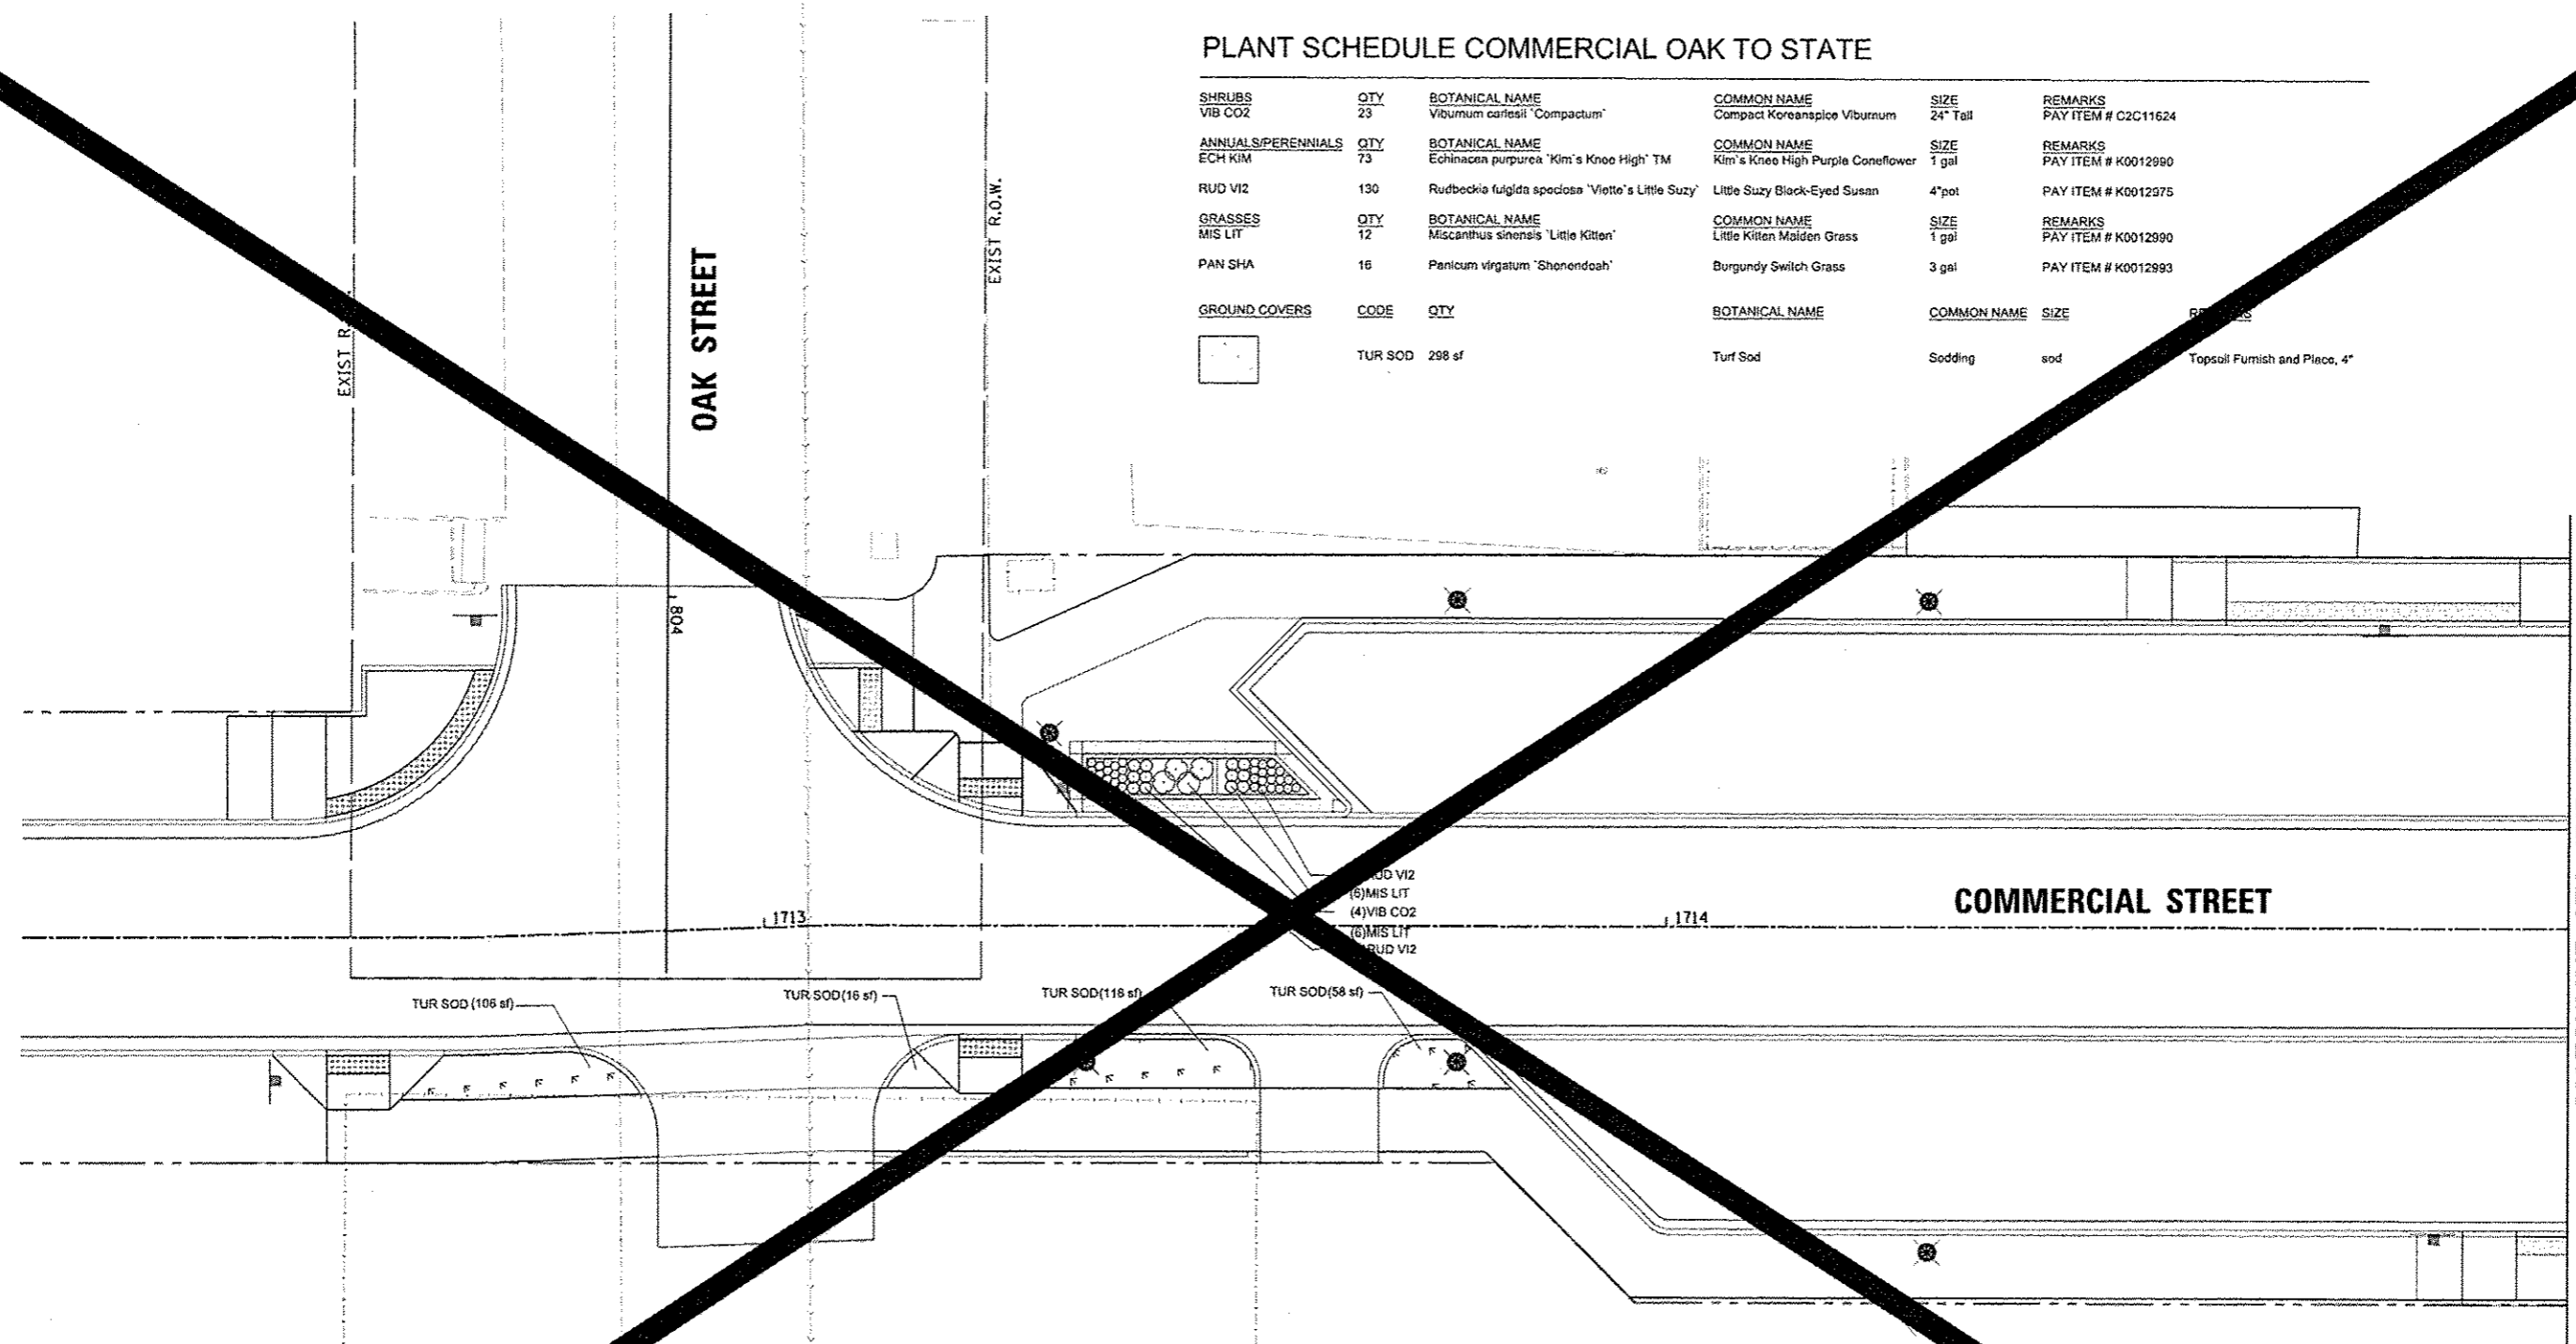 PLANT SCHEDULE COMMERCIAL OAK TO STATE
SHRUBS QTY BOTANICAL NAME COMMON NAME SIZE REMARKS
VIB CO2 23 Viburnum carlesii 'Compactum' Compact Koreanspice Viburnum 24" Tall PAY ITEM # C2C11624
ANNUALS/PERENNIALS QTY BOTANICAL NAME COMMON NAME SIZE REMARKS
ECH KIM 73 Echinacea purpurea 'Kim's Knee High' TM Kim's Knee High Purple Coneflower 1 gal PAY ITEM # K0012990
RUD VI2 130 Rudbeckia fulgida speciosa 'Viette's Little Suzy' Little Suzy Black-Eyed Susan 4"pot PAY ITEM # K0012975
GRASSES QTY BOTANICAL NAME COMMON NAME SIZE REMARKS
MIS LIT 12 Miscanthus sinensis 'Little Kitten' Little Kitten Maiden Grass 1 gal PAY ITEM # K0012990
PAN SHA 16 Panicum virgatum 'Shenendoah' Burgundy Switch Grass 3 gal PAY ITEM # K0012993
GROUND COVERS CODE QTY BOTANICAL NAME COMMON NAME SIZE
TUR SOD 298 sf Turf Sod Sodding sod Topsoil Furnish and Place, 4"
EXIST
OAK STREET
EXIST R.O.W.
804
RUD VI2
(6)MIS LIT
(4)VIB CO2
(6)MIS LIT
RUD VI2
1713
1714
COMMERCIAL STREET
TUR SOD (106 sf)
TUR SOD(16 sf)
TUR SOD(118 sf)
TUR SOD(58 sf)